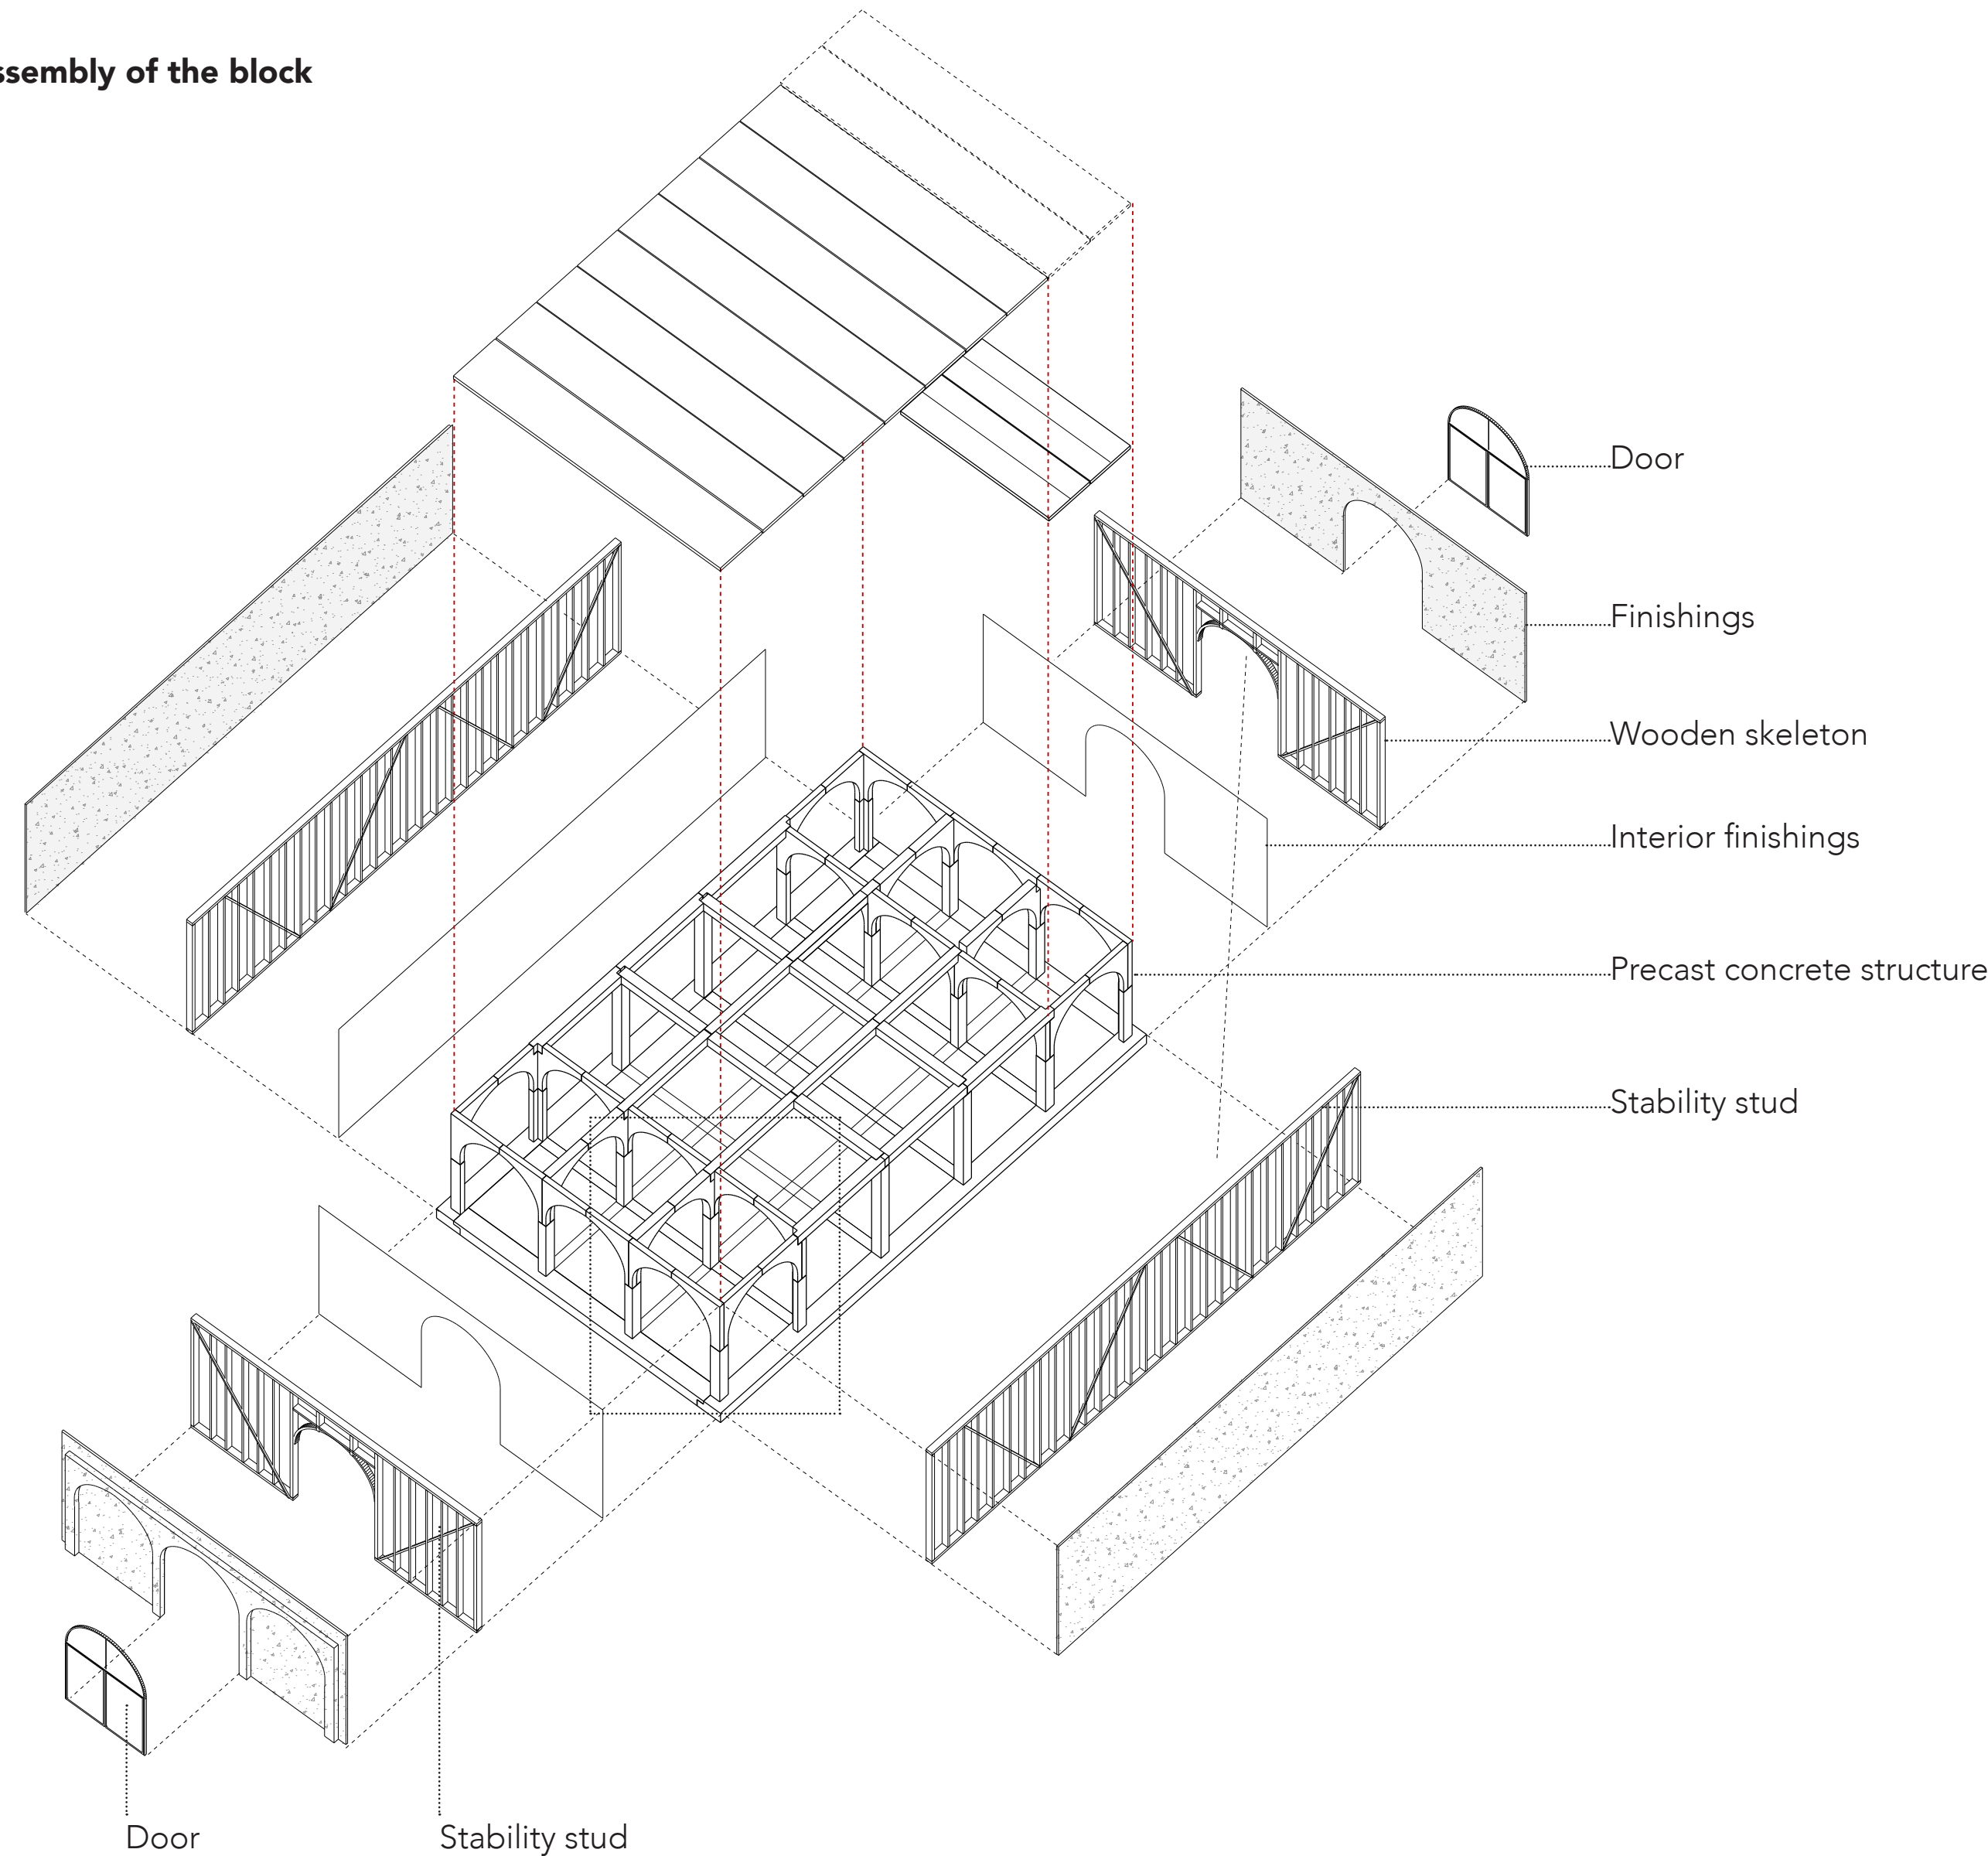 ssembly of the block
Door
Finishings
Wooden skeleton
Interior finishings
Precast concrete structure
Stability stud
Door
Stability stud